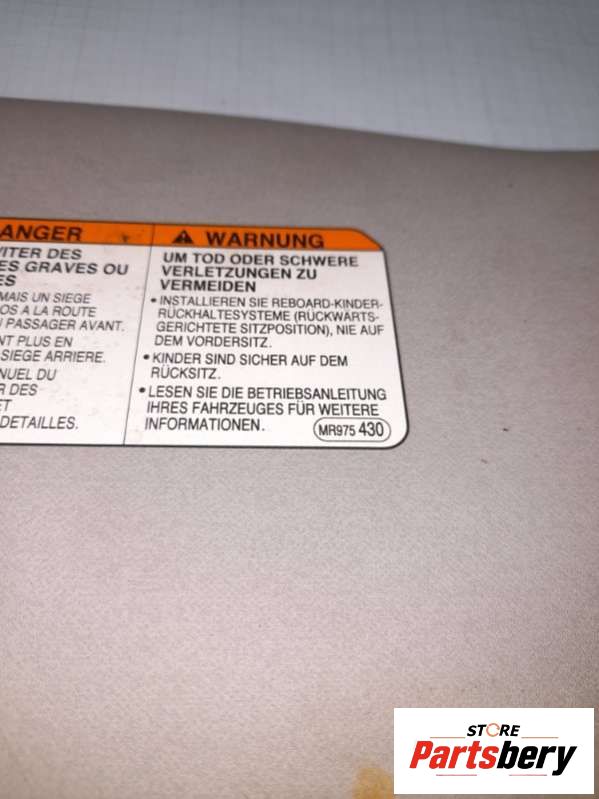 ANGER
VITER DES
ES GRAVES OU
ES
MAIS UN SIEGE
OS A LA ROUTE
U PASSAGER AVANT.
NT PLUS EN
SIEGE ARRIERE.
NUEL DU
R DES
ET
DETAILLES.
WARNUNG
UM TOD ODER SCHWERE
VERLETZUNGEN ZU
VERMEIDEN
• INSTALLIEREN SIE REBOARD-KINDER-
RÜCKHALTESYSTEME (RÜCKWÄRTS-
GERICHTETE SITZPOSITION), NIE AUF
DEM VORDERSITZ.
• KINDER SIND SICHER AUF DEM
RÜCKSITZ.
• LESEN SIE DIE BETRIEBSANLEITUNG
IHRES FAHRZEUGES FÜR WEITERE
INFORMATIONEN.
MR975 430
STORE
Partsbery